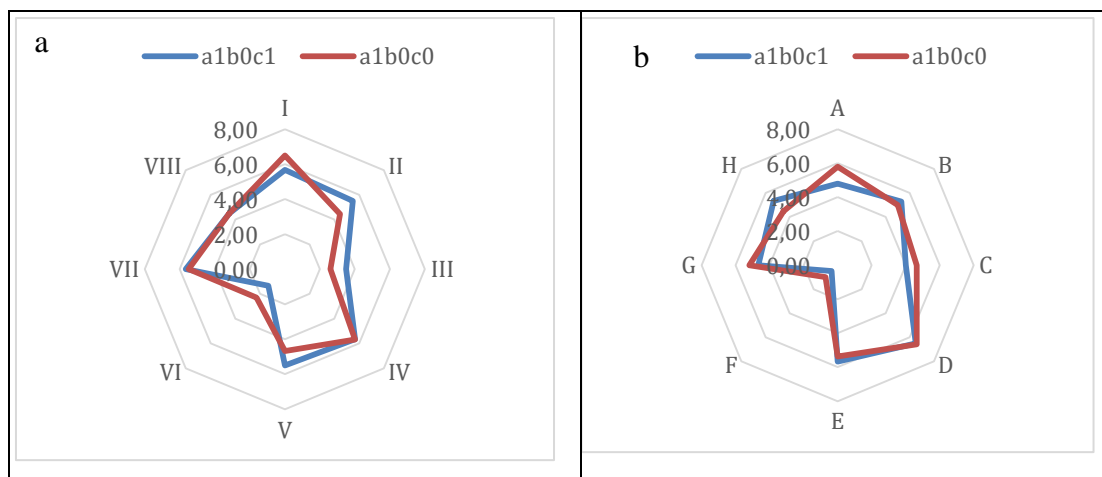 a
a1b0c1 a1b0c0
I
8,00
VIII II
6,00
4,00
2,00
VII 0,00 III
VI IV
V
b
a1b0c1 a1b0c0
A
8,00
H B
6,00
4,00
2,00
G 0,00 C
F D
E